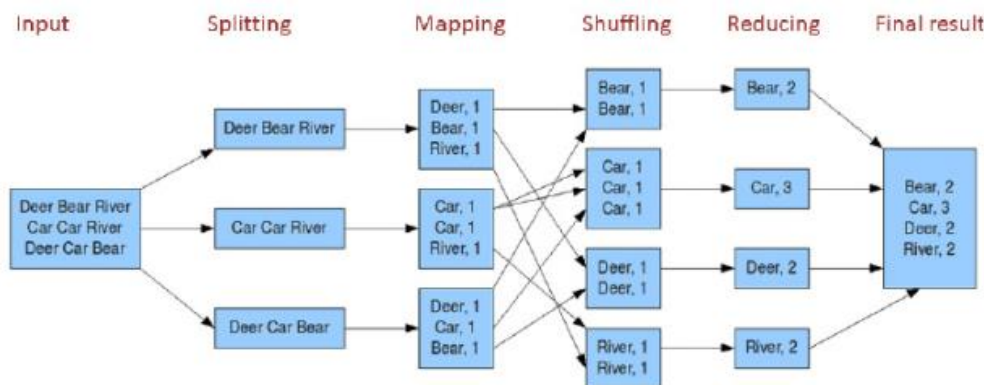 Input
Splitting
Mapping
Shuffling
Reducing
Final result
Deer Bear River
Car Car River
Deer Car Bear
Deer Bear River
Car Car River
Deer Car Bear
Deer, 1
Bear, 1
River, 1
Car, 1
Car, 1
River, 1
Deer, 1
Car, 1
Bear, 1
Bear, 1
Bear, 1
Car, 1
Car, 1
Car, 1
Deer, 1
Deer, 1
River, 1
River, 1
Bear, 2
Car, 3
Deer, 2
River, 2
Bear, 2
Car, 3
Deer, 2
River, 2